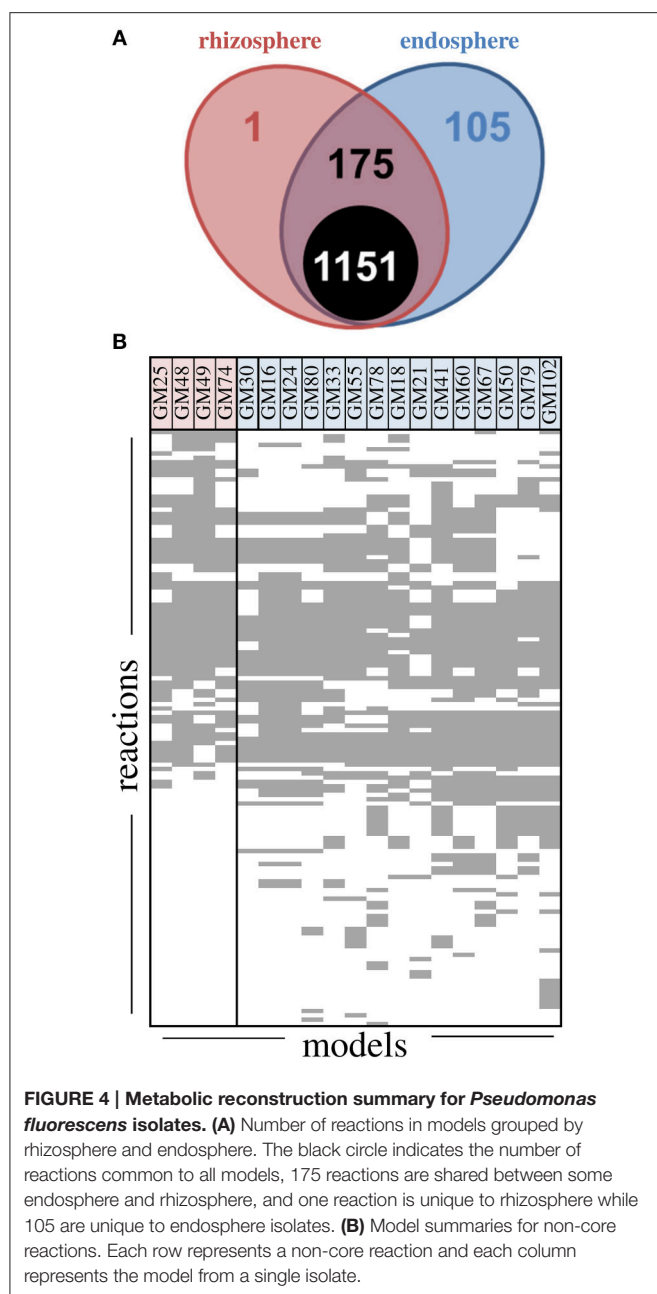 A
rhizosphere endosphere
1 175 105
1151
B
GM25 GM48 GM49 GM74 GM30 GM16 GM24 GM80 GM33 GM55 GM78 GM18 GM21 GM41 GM60 GM67 GM50 GM79 GM102
reactions
models
FIGURE 4 | Metabolic reconstruction summary for Pseudomonas
fluorescens isolates. (A) Number of reactions in models grouped by
rhizosphere and endosphere. The black circle indicates the number of
reactions common to all models, 175 reactions are shared between some
endosphere and rhizosphere, and one reaction is unique to rhizosphere while
105 are unique to endosphere isolates. (B) Model summaries for non-core
reactions. Each row represents a non-core reaction and each column
represents the model from a single isolate.